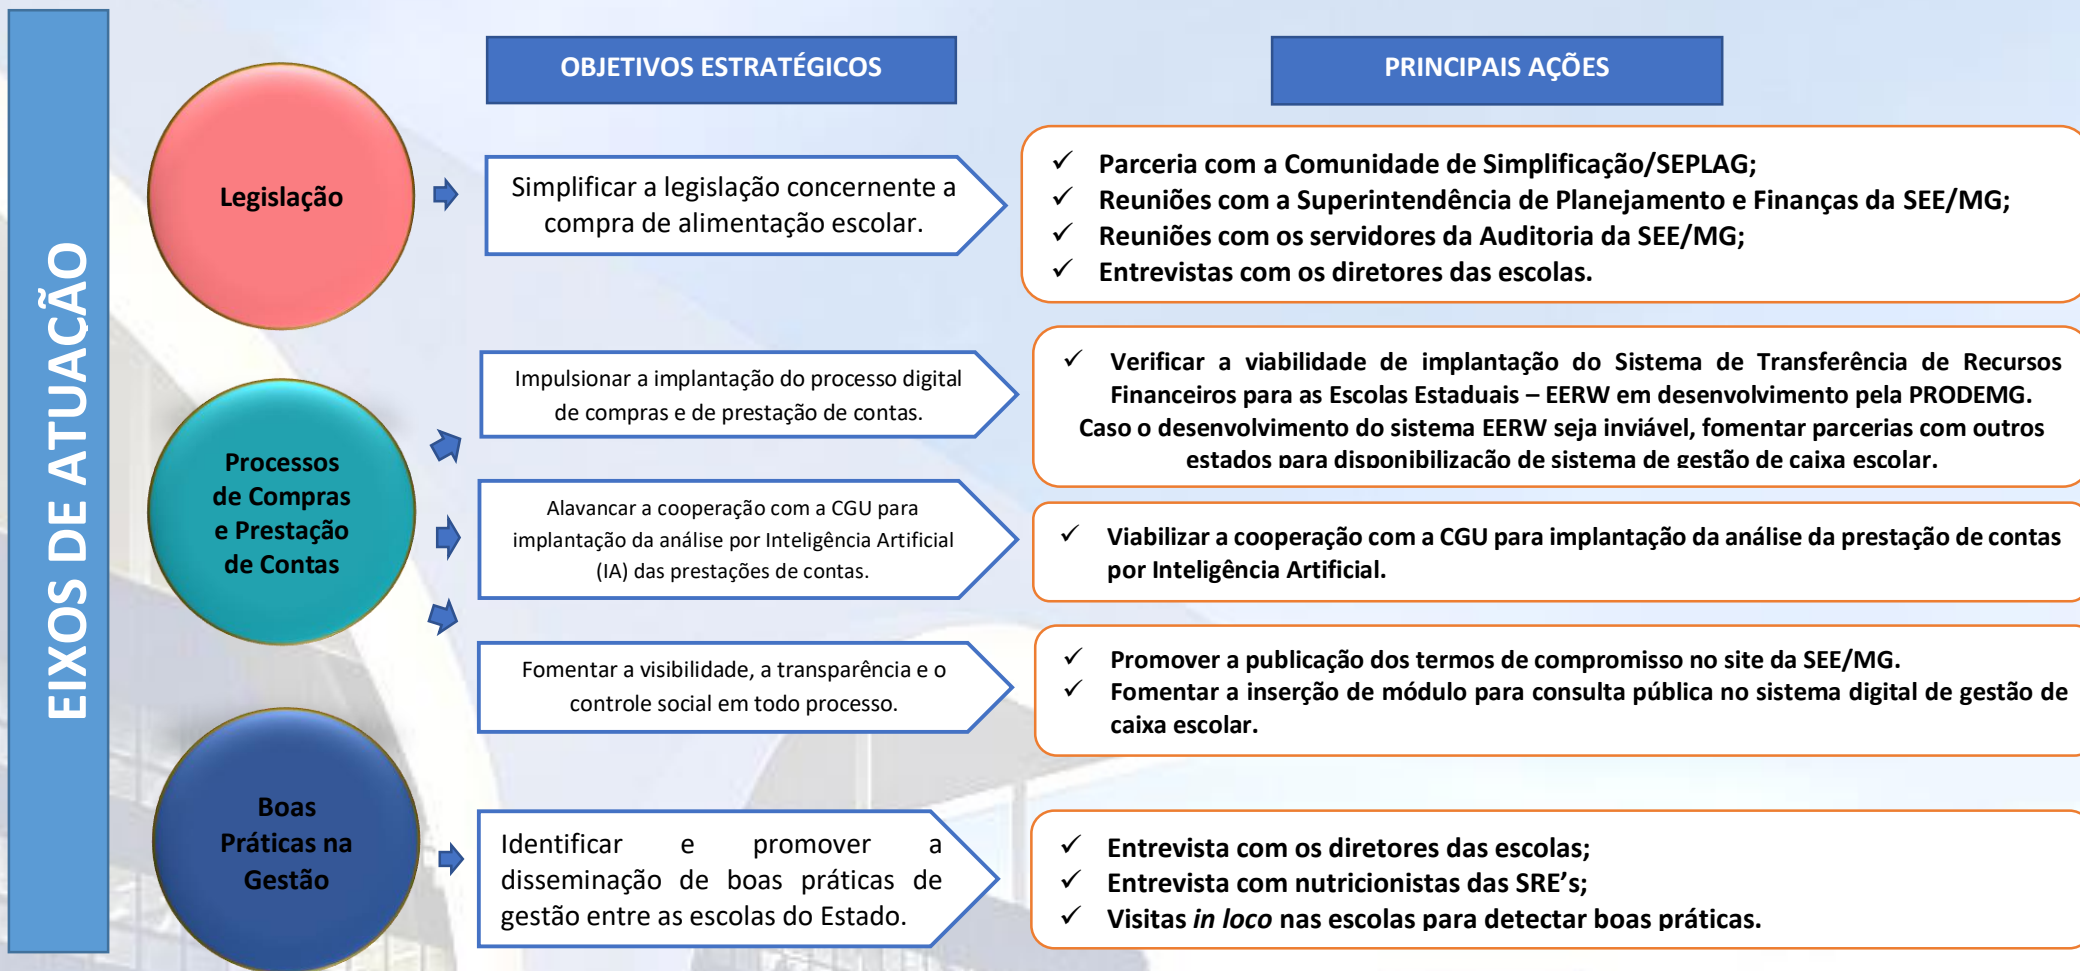 EIXOS DE ATUAÇÃO
OBJETIVOS ESTRATÉGICOS
PRINCIPAIS AÇÕES
Legislação
Simplificar a legislação concernente a
compra de alimentação escolar.
✓ Parceria com a Comunidade de Simplificação/SEPLAG;
✓ Reuniões com a Superintendência de Planejamento e Finanças da SEE/MG;
✓ Reuniões com os servidores da Auditoria da SEE/MG;
✓ Entrevistas com os diretores das escolas.
Processos
de Compras
e Prestação
de Contas
Impulsionar a implantação do processo digital
de compras e de prestação de contas.
✓ Verificar a viabilidade de implantação do Sistema de Transferência de Recursos
Financeiros para as Escolas Estaduais – EERW em desenvolvimento pela PRODEMG.
Caso o desenvolvimento do sistema EERW seja inviável, fomentar parcerias com outros
estados para disponibilização de sistema de gestão de caixa escolar.
Alavancar a cooperação com a CGU para
implantação da análise por Inteligência Artificial
(IA) das prestações de contas.
✓ Viabilizar a cooperação com a CGU para implantação da análise da prestação de contas
por Inteligência Artificial.
Fomentar a visibilidade, a transparência e o
controle social em todo processo.
✓ Promover a publicação dos termos de compromisso no site da SEE/MG.
✓ Fomentar a inserção de módulo para consulta pública no sistema digital de gestão de
caixa escolar.
Boas
Práticas na
Gestão
Identificar e promover a
disseminação de boas práticas de
gestão entre as escolas do Estado.
✓ Entrevista com os diretores das escolas;
✓ Entrevista com nutricionistas das SRE's;
✓ Visitas in loco nas escolas para detectar boas práticas.